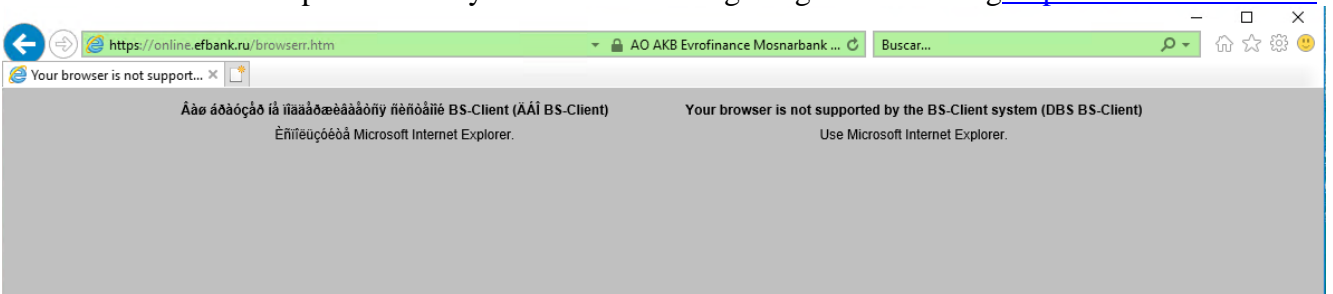 https://online.efbank.ru/browserr.htm AO AKB Evrofinance Mosnarbank ... Buscar...
Your browser is not support...
Âàø áðàóçåð íå ïîääåðæèâàåòñÿ ñèñòåìîé BS-Client (ÄÁÎ BS-Client) Your browser is not supported by the BS-Client system (DBS BS-Client)
Èñïîëüçóéòå Microsoft Internet Explorer. Use Microsoft Internet Explorer.